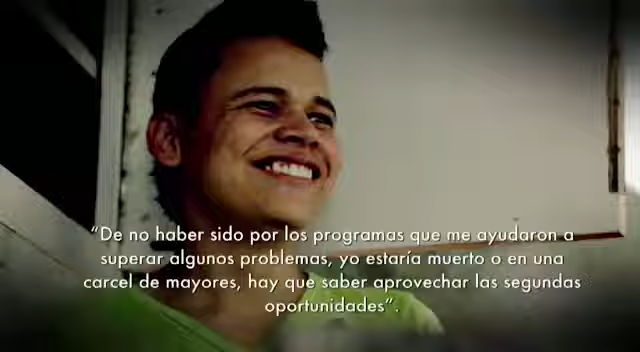 “De no haber sido por los programas que me ayudaron a
superar algunos problemas, yo estaría muerto o en una
carcel de mayores, hay que saber aprovechar las segundas
oportunidades”.